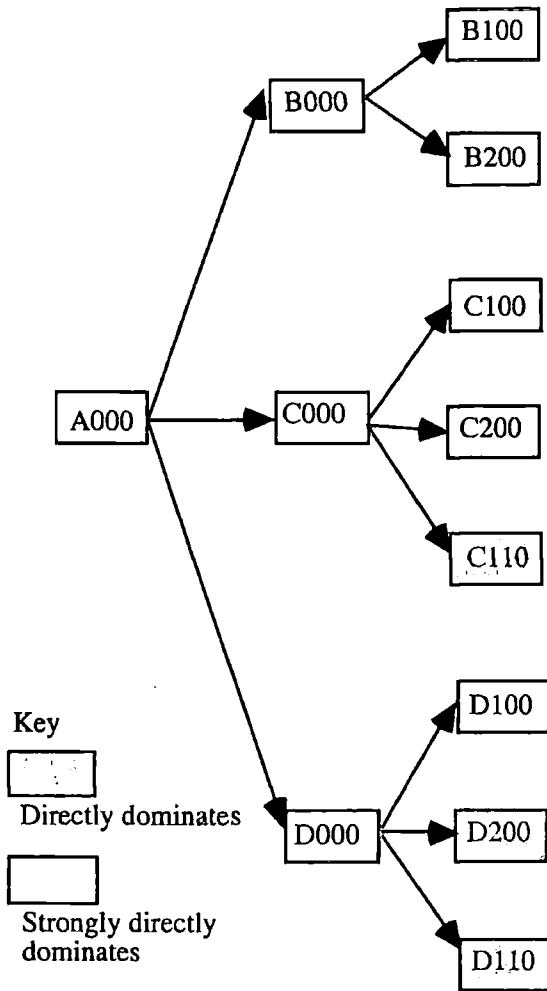 B100
B000
B200
C100
A000
C000
C200
C110
D100
Key
Directly dominates
D000
D200
Strongly directly
dominates
D110